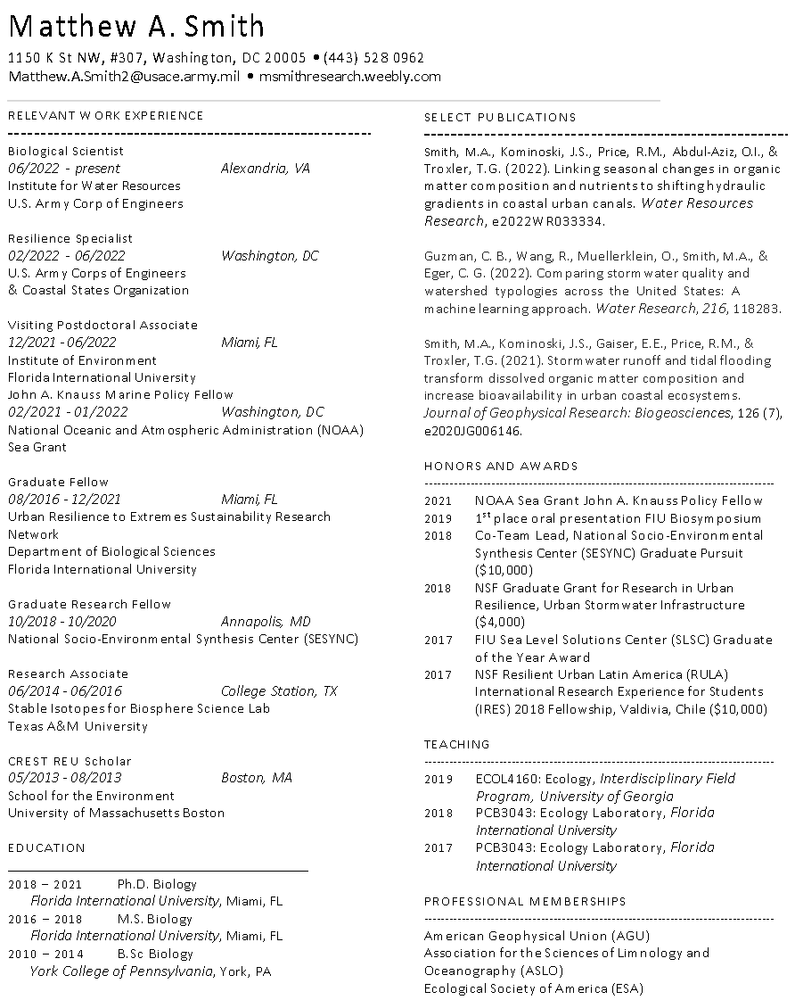 Matthew A. Smith
1150 K St NW, #307, Washington, DC 20005 • (443) 528 0962
Matthew.A.Smith2@usace.army.mil • msmithresearch.weebly.com
RELEVANT WORK EXPERIENCE
Biological Scientist
06/2022 - present Alexandria, VA
Institute for Water Resources
U.S. Army Corp of Engineers
Resilience Specialist
02/2022 - 06/2022 Washington, DC
U.S. Army Corps of Engineers
& Coastal States Organization
Visiting Postdoctoral Associate
12/2021 - 06/2022 Miami, FL
Institute of Environment
Florida International University
John A. Knauss Marine Policy Fellow
02/2021 - 01/2022 Washington, DC
National Oceanic and Atmospheric Administration (NOAA)
Sea Grant
Graduate Fellow
08/2016 - 12/2021 Miami, FL
Urban Resilience to Extremes Sustainability Research
Network
Department of Biological Sciences
Florida International University
Graduate Research Fellow
10/2018 - 10/2020 Annapolis, MD
National Socio-Environmental Synthesis Center (SESYNC)
Research Associate
06/2014 - 06/2016 College Station, TX
Stable Isotopes for Biosphere Science Lab
Texas A&M University
CREST REU Scholar
05/2013 - 08/2013 Boston, MA
School for the Environment
University of Massachusetts Boston
EDUCATION
2018 – 2021 Ph.D. Biology
Florida International University, Miami, FL
2016 – 2018 M.S. Biology
Florida International University, Miami, FL
2010 – 2014 B.Sc Biology
York College of Pennsylvania, York, PA
SELECT PUBLICATIONS
Smith, M.A., Kominoski, J.S., Price, R.M., Abdul-Aziz, O.I., &
Troxler, T.G. (2022). Linking seasonal changes in organic
matter composition and nutrients to shifting hydraulic
gradients in coastal urban canals. Water Resources
Research, e2022WR033334.
Guzman, C. B., Wang, R., Muellerklein, O., Smith, M.A., &
Eger, C. G. (2022). Comparing stormwater quality and
watershed typologies across the United States: A
machine learning approach. Water Research, 216, 118283.
Smith, M.A., Kominoski, J.S., Gaiser, E.E., Price, R.M., &
Troxler, T.G. (2021). Stormwater runoff and tidal flooding
transform dissolved organic matter composition and
increase bioavailability in urban coastal ecosystems.
Journal of Geophysical Research: Biogeosciences, 126 (7),
e2020JG006146.
HONORS AND AWARDS
2021 NOAA Sea Grant John A. Knauss Policy Fellow
2019 1st place oral presentation FIU Biosymposium
2018 Co-Team Lead, National Socio-Environmental
Synthesis Center (SESYNC) Graduate Pursuit
($10,000)
2018 NSF Graduate Grant for Research in Urban
Resilience, Urban Stormwater Infrastructure
($4,000)
2017 FIU Sea Level Solutions Center (SLSC) Graduate
of the Year Award
2017 NSF Resilient Urban Latin America (RULA)
International Research Experience for Students
(IRES) 2018 Fellowship, Valdivia, Chile ($10,000)
TEACHING
2019 ECOL4160: Ecology, Interdisciplinary Field
Program, University of Georgia
2018 PCB3043: Ecology Laboratory, Florida
International University
2017 PCB3043: Ecology Laboratory, Florida
International University
PROFESSIONAL MEMBERSHIPS
American Geophysical Union (AGU)
Association for the Sciences of Limnology and
Oceanography (ASLO)
Ecological Society of America (ESA)